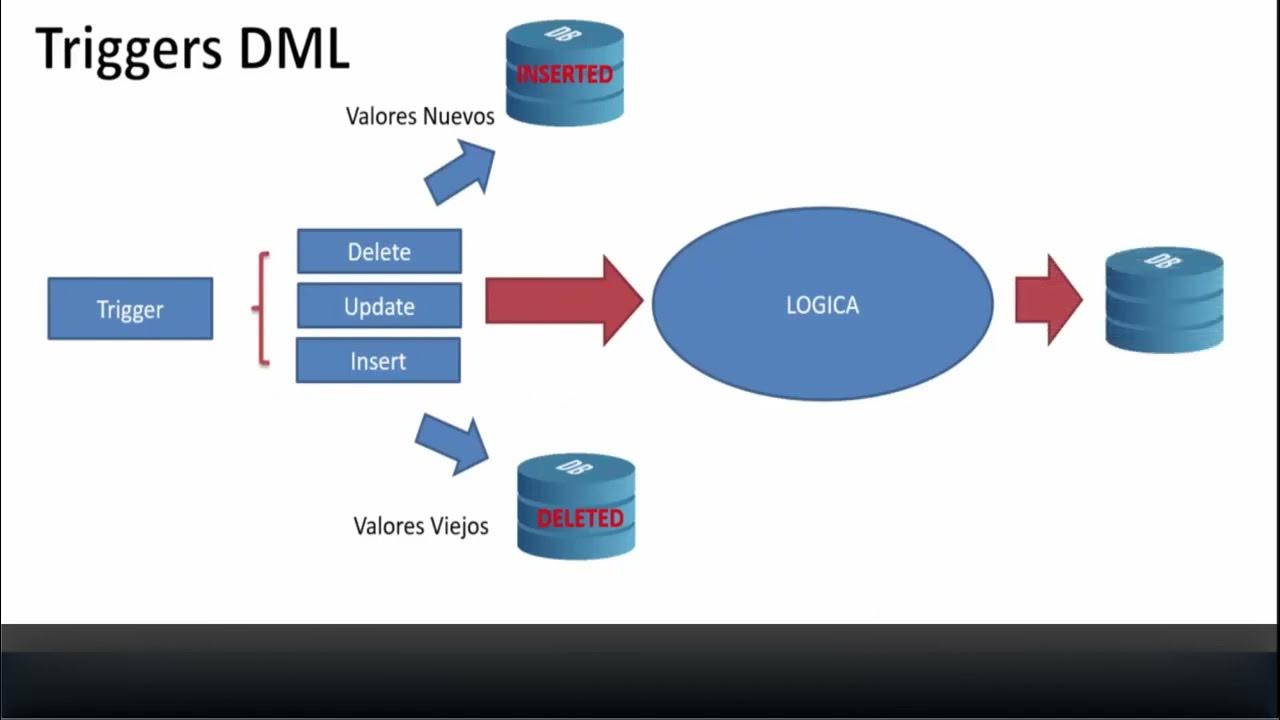 Triggers DML
DB
INSERTED
Valores Nuevos
Delete
Trigger
Update
Insert
LOGICA
DB
DB
DELETED
Valores Viejos